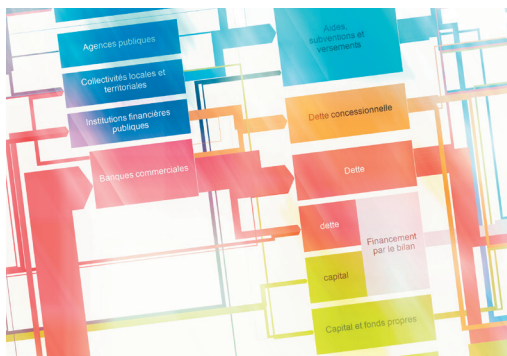 Agences publiques
Collectivités locales et
territoriales
Institutions financières
publiques
Banques commerciales
Aides,
subventions et
versements
Dette concessionnelle
Dette
dette
Financement
par le bilan
capital
Capital et fonds propres